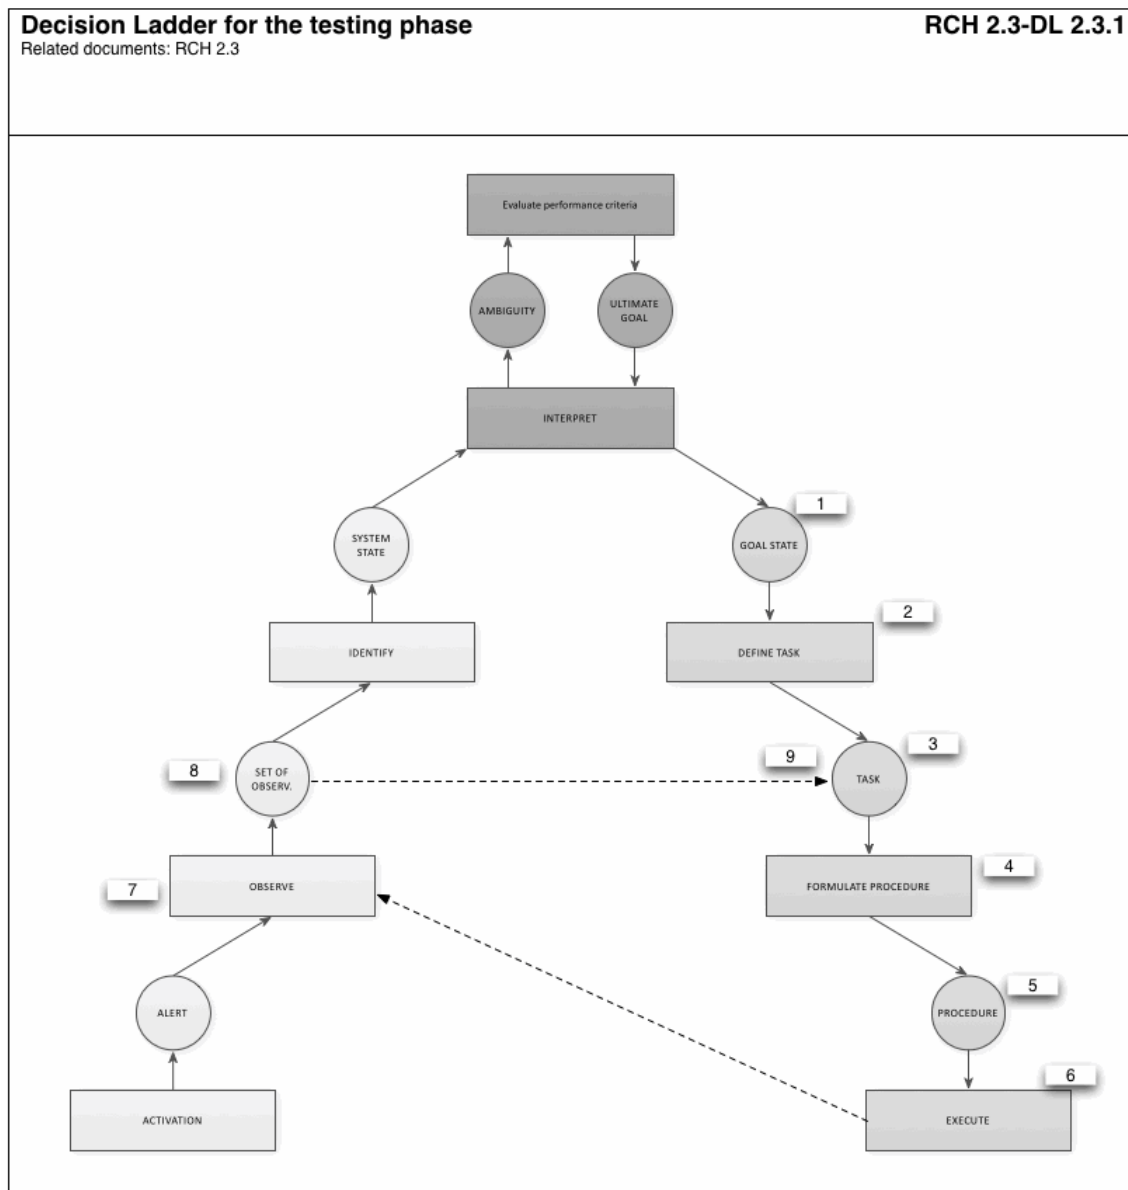 Decision Ladder for the testing phase
RCH 2.3-DL 2.3.1
Related documents: RCH 2.3
Evaluate performance criteria
AMBIGUITY
ULTIMATE
GOAL
INTERPRET
1
SYSTEM
STATE
GOAL STATE
2
IDENTIFY
DEFINE TASK
3
8
SET OF
OBSERV.
9
TASK
4
7
OBSERVE
FORMULATE PROCEDURE
5
ALERT
PROCEDURE
6
ACTIVATION
EXECUTE